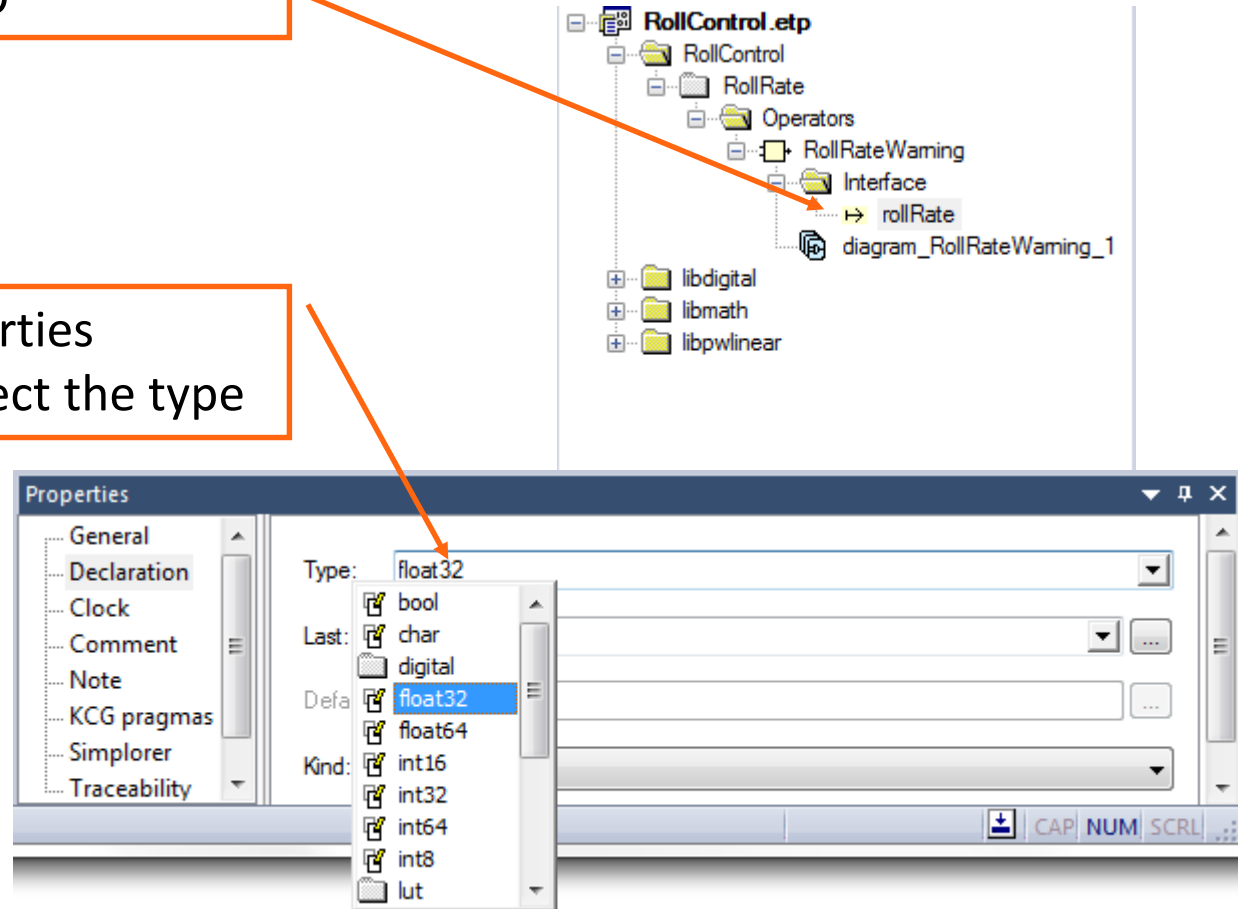 RollControl.etp
RollControl
RollRate
Operators
RollRateWarning
Interface
rollRate
diagram_RollRateWarning_1
libdigital
libmath
libpwlinear
rties
ect the type
Properties
General
Declaration
Clock
Comment
Note
KCG pragmas
Simplorer
Traceability
Type: float32
bool
Last:
char
digital
Defa
float32
float64
Kind:
int16
int32
int64
int8
lut
CAP NUM SCRL